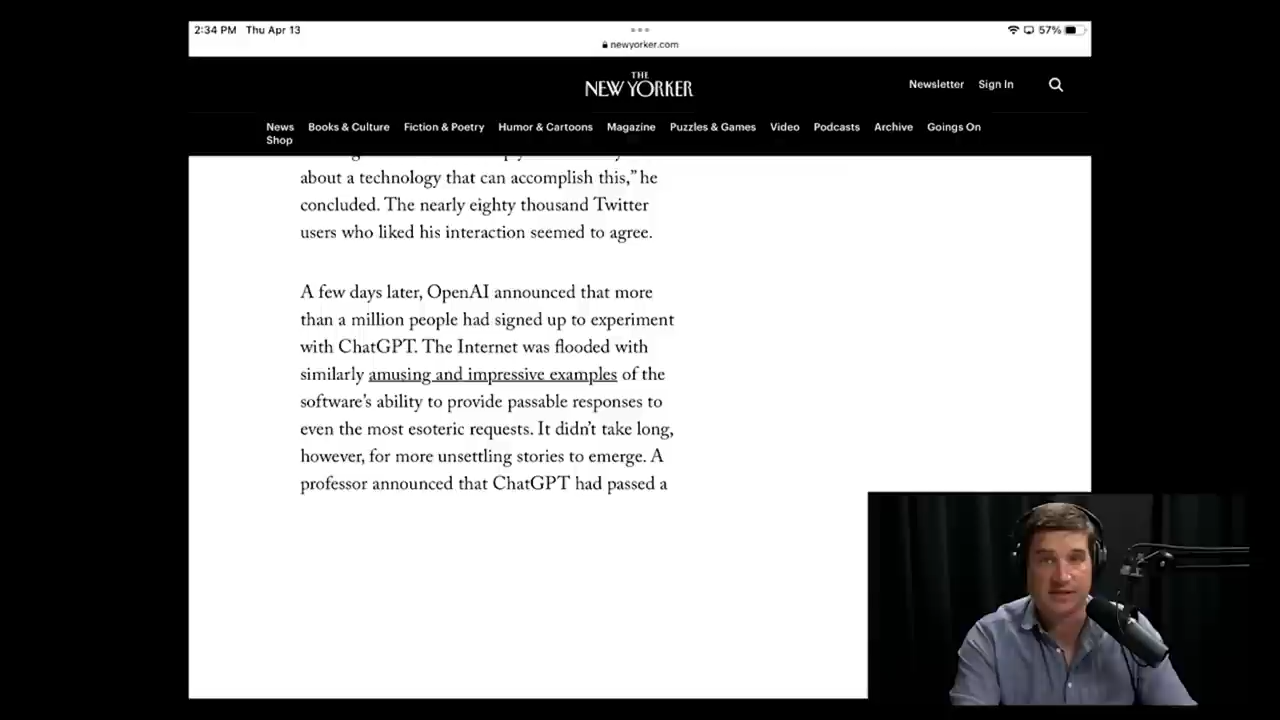 2:34 PM Thu Apr 13
57%
newyorker.com
THE
NEW YORKER
Newsletter Sign In
News Books & Culture Fiction & Poetry Humor & Cartoons Magazine Puzzles & Games Video Podcasts Archive Goings On
Shop
about a technology that can accomplish this,” he
concluded. The nearly eighty thousand Twitter
users who liked his interaction seemed to agree.
A few days later, OpenAI announced that more
than a million people had signed up to experiment
with ChatGPT. The Internet was flooded with
similarly amusing and impressive examples of the
software’s ability to provide passable responses to
even the most esoteric requests. It didn’t take long,
however, for more unsettling stories to emerge. A
professor announced that ChatGPT had passed a